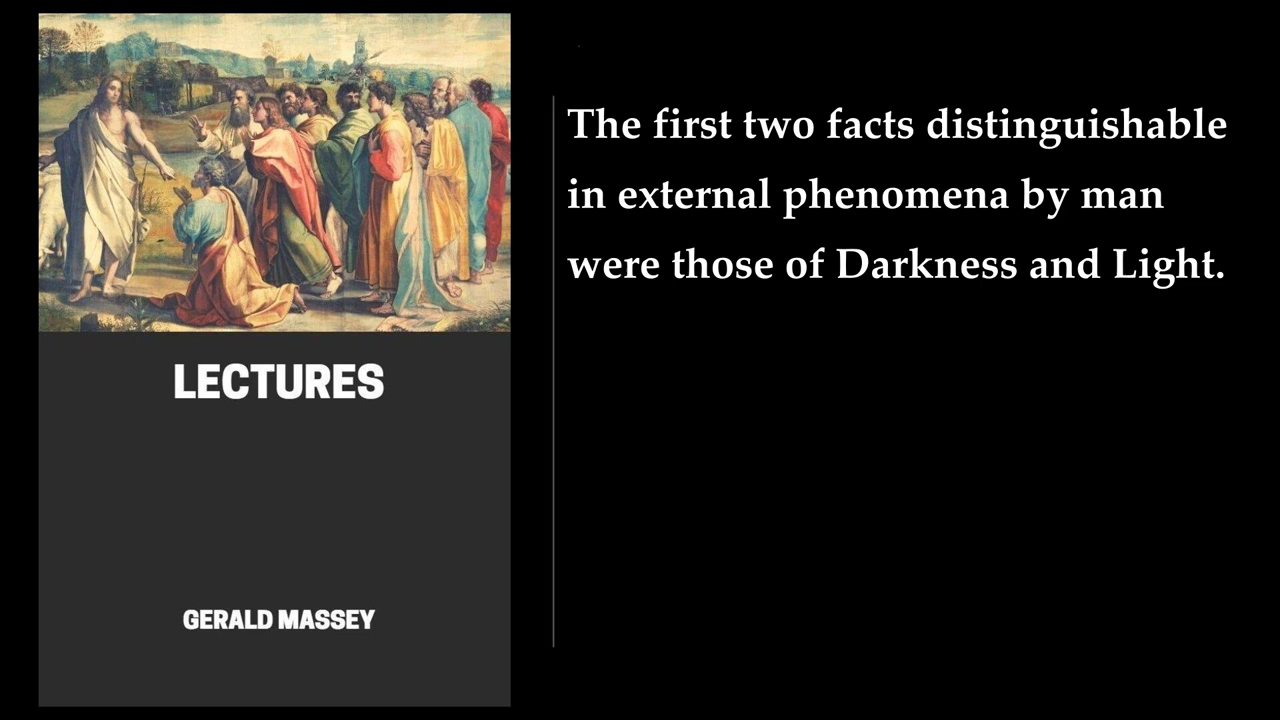 LECTURES
GERALD MASSEY
The first two facts distinguishable
in external phenomena by man
were those of Darkness and Light.